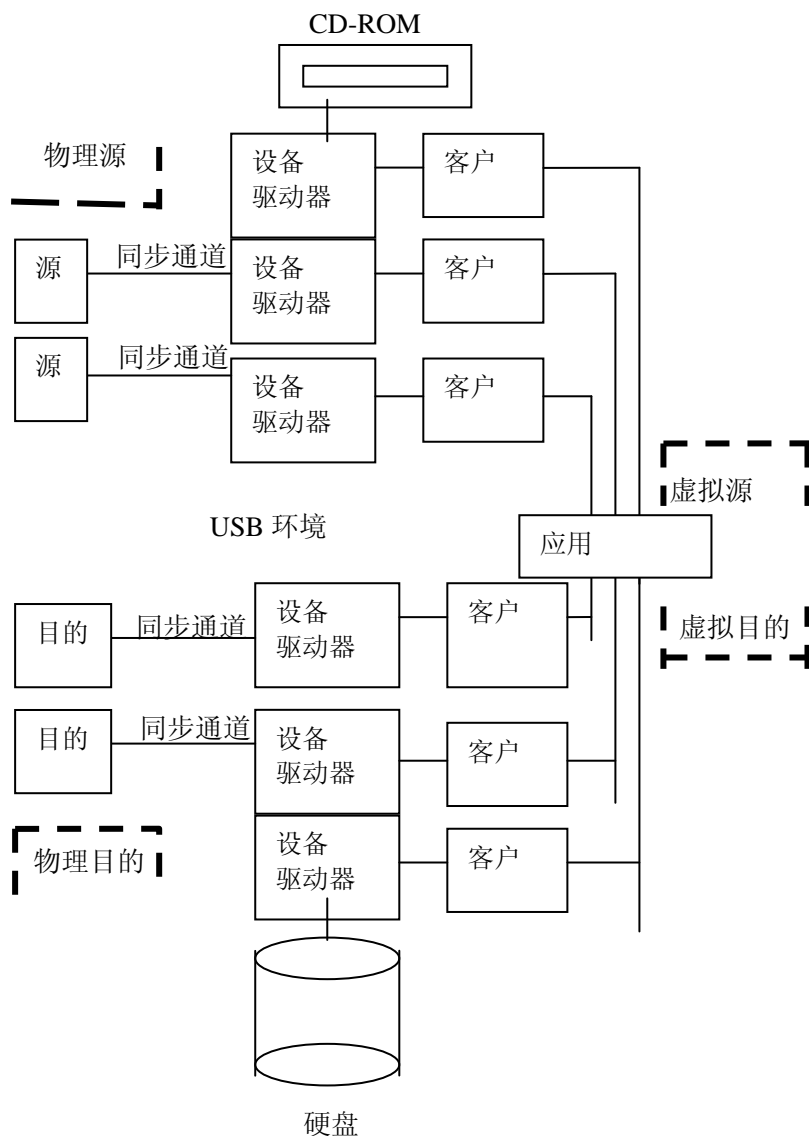 CD-ROM
物理源
设备
驱动器
客户
源
同步通道
设备
驱动器
客户
源
同步通道
设备
驱动器
客户
虚拟源
USB 环境
应用
目的
同步通道
设备
驱动器
客户
虚拟目的
目的
同步通道
设备
驱动器
客户
物理目的
设备
驱动器
客户
硬盘